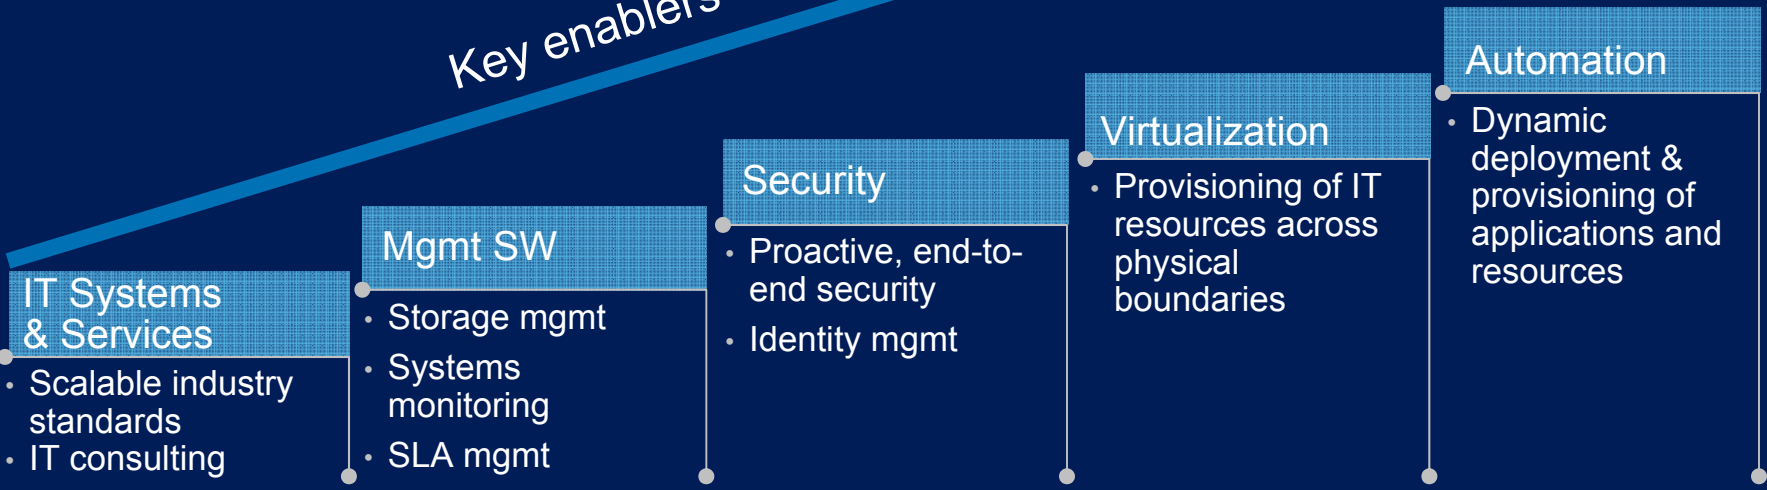 Key enablers
IT Systems
& Services
• Scalable industry
standards
• IT consulting
Mgmt SW
• Storage mgmt
• Systems
monitoring
• SLA mgmt
Security
• Proactive, end-to-
end security
• Identity mgmt
Virtualization
• Provisioning of IT
resources across
physical
boundaries
Automation
• Dynamic
deployment &
provisioning of
applications and
resources